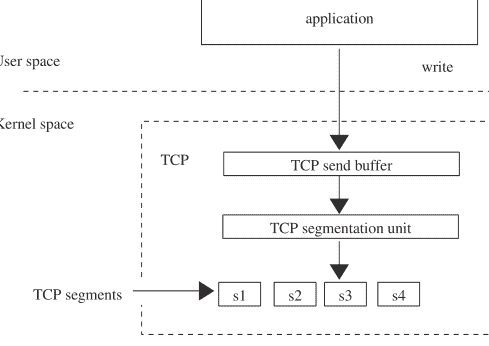 application
User space
write
Kernel space
TCP
TCP send buffer
TCP segmentation unit
TCP segments
s1 s2 s3 s4